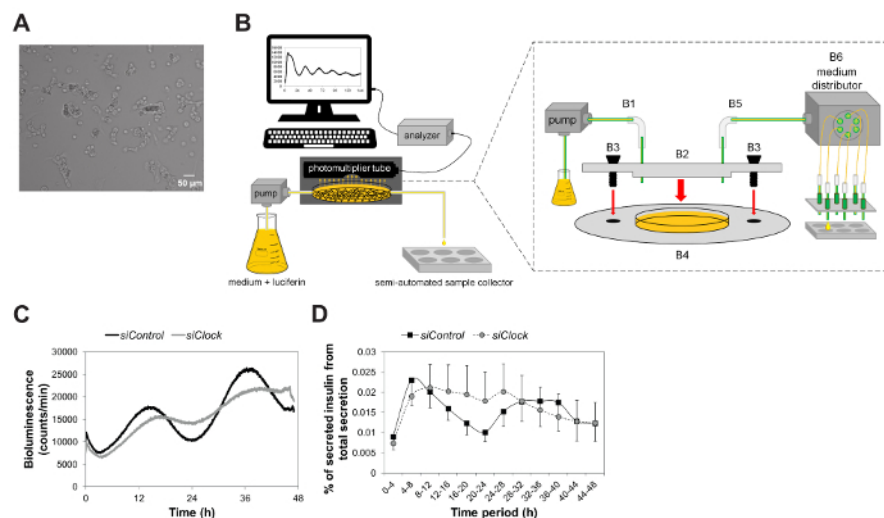 A
50 µm
B
analyzer
photomultiplier tube
pump
medium + luciferin
semi-automated sample collector
B6
medium
distributor
B1
B5
pump
B3
B2
B3
B4
C
siControl
siClock
Bioluminescence
(counts/min)
30000
25000
20000
15000
10000
5000
0
0
12
24
36
48
Time (h)
D
siControl
siClock
% of secreted insulin from
total secretion
0.03
0.025
0.02
0.015
0.01
0.005
0
0-4
4-8
8-12
12-16
16-20
20-24
24-28
28-32
32-36
36-40
40-44
44-48
Time period (h)